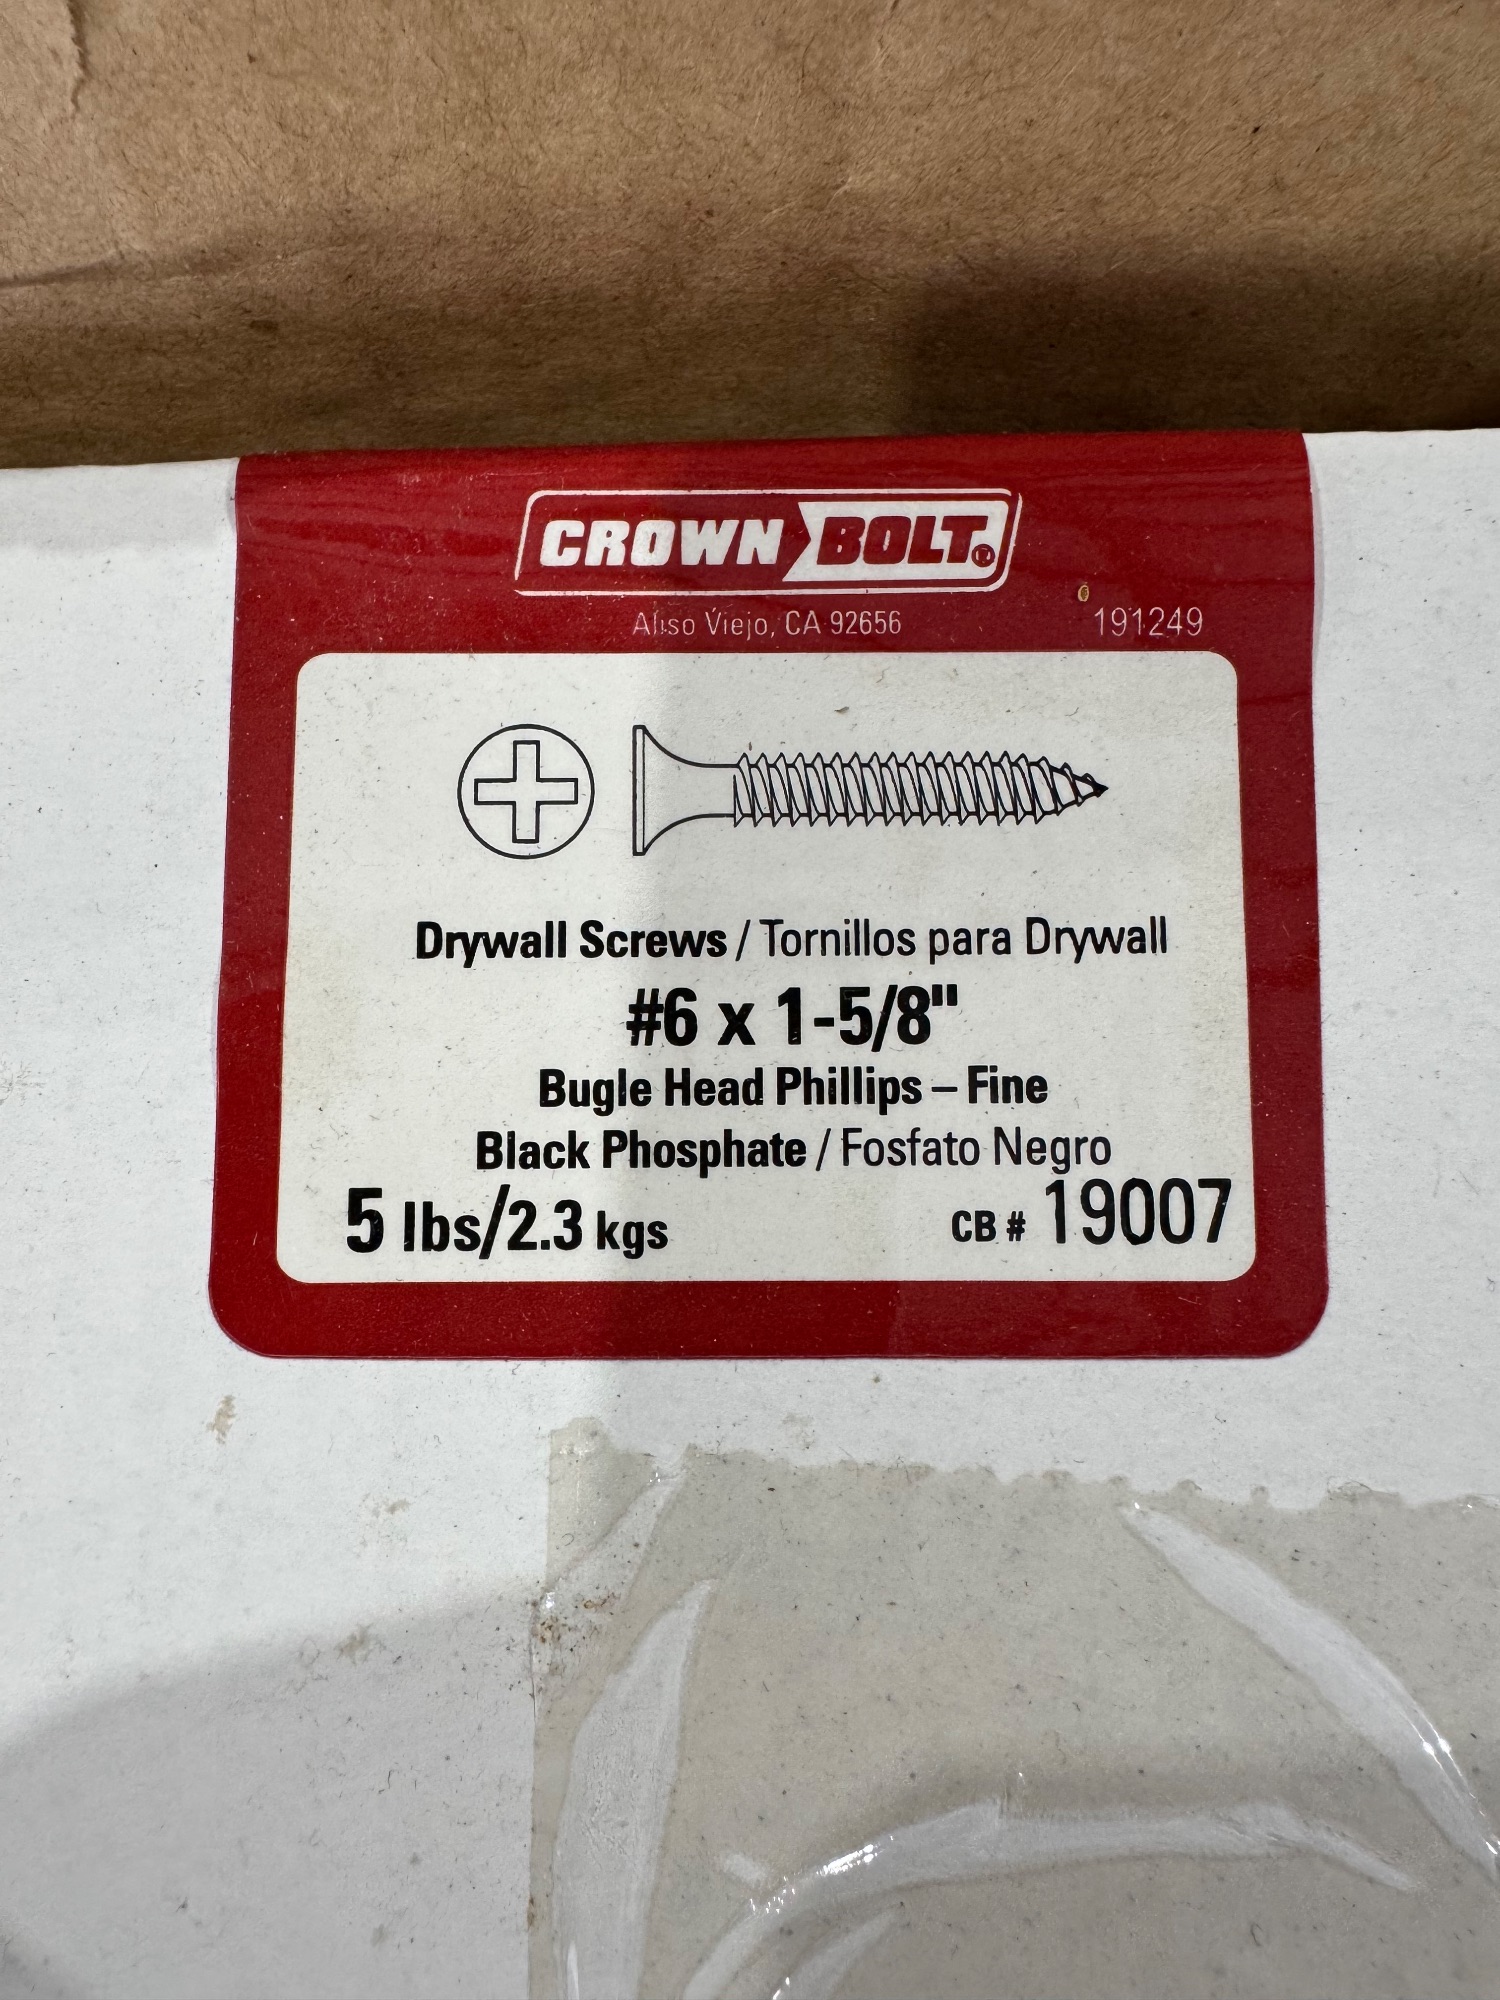 CROWN BOLT®
Aliso Viejo, CA 92656 191249
Drywall Screws / Tornillos para Drywall
#6 x 1-5/8"
Bugle Head Phillips – Fine
Black Phosphate / Fosfato Negro
5 lbs/2.3 kgs CB # 19007